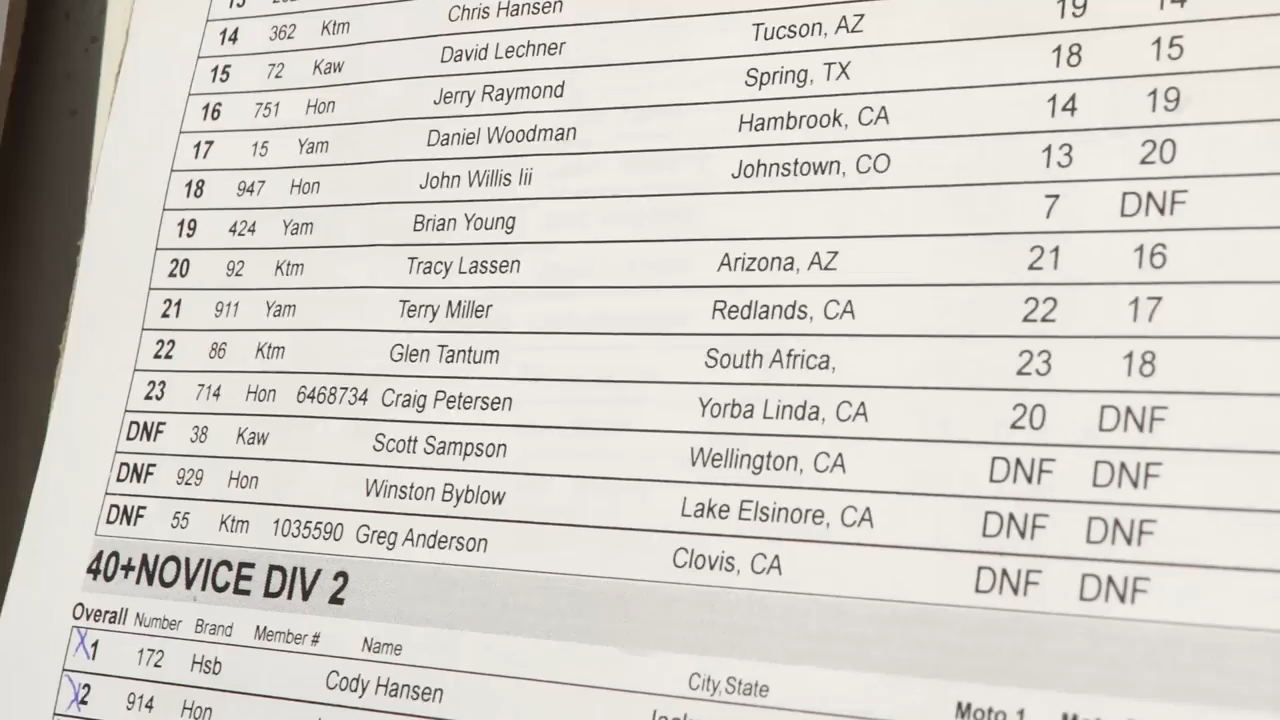 14 362 Ktm Chris Hansen
15 72 Kaw David Lechner Tucson, AZ 19 14
16 751 Hon Jerry Raymond Spring, TX 18 15
17 15 Yam Daniel Woodman Hambrook, CA 14 19
18 947 Hon John Willis Iii Johnstown, CO 13 20
19 424 Yam Brian Young 7 DNF
20 92 Ktm Tracy Lassen Arizona, AZ 21 16
21 911 Yam Terry Miller Redlands, CA 22 17
22 86 Ktm Glen Tantum South Africa, 23 18
23 714 Hon 6468734 Craig Petersen Yorba Linda, CA 20 DNF
DNF 38 Kaw Scott Sampson Wellington, CA DNF DNF
DNF 929 Hon Winston Byblow Lake Elsinore, CA DNF DNF
DNF 55 Ktm 1035590 Greg Anderson Clovis, CA DNF DNF
40+NOVICE DIV 2
Overall Number Brand Member # Name City,State Moto 1
X1 172 Hsb Cody Hansen
X2 914 Hon